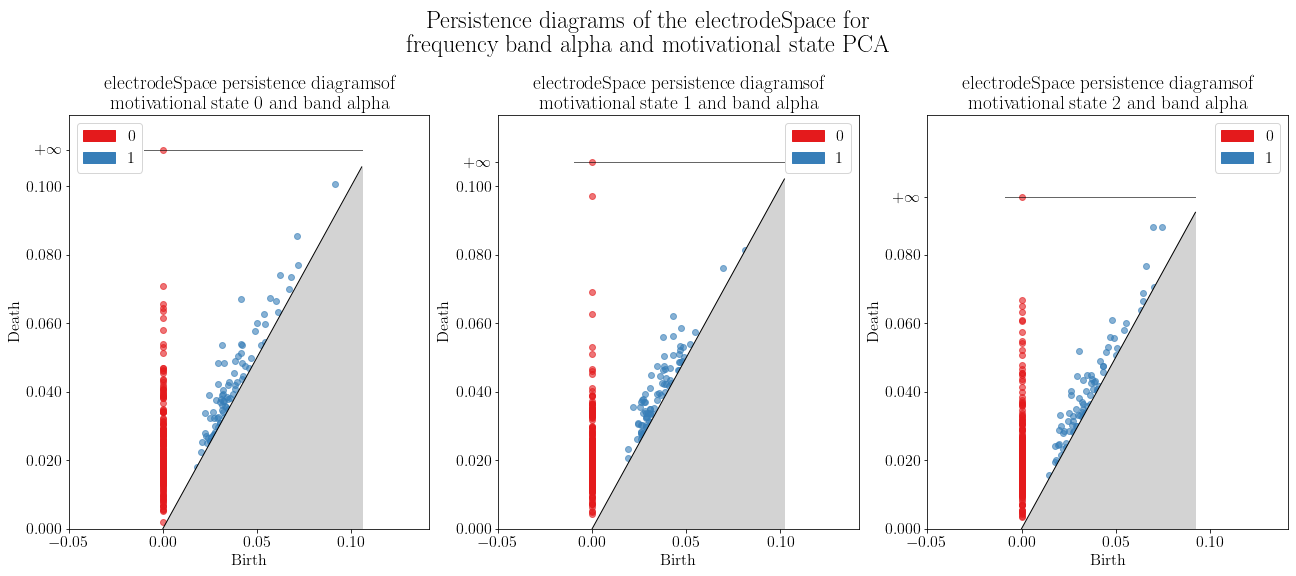 Persistence diagrams of the electrodeSpace for
frequency band alpha and motivational state PCA
electrodeSpace persistence diagramsof
motivational state 0 and band alpha
0
1
+∞
0.100
0.080
0.060
0.040
0.020
0.000
Death
−0.05
0.00
0.05
0.10
Birth
electrodeSpace persistence diagramsof
motivational state 1 and band alpha
0
1
+∞
0.100
0.080
0.060
0.040
0.020
0.000
Death
−0.05
0.00
0.05
0.10
Birth
electrodeSpace persistence diagramsof
motivational state 2 and band alpha
0
1
+∞
0.080
0.060
0.040
0.020
0.000
Death
−0.05
0.00
0.05
0.10
Birth